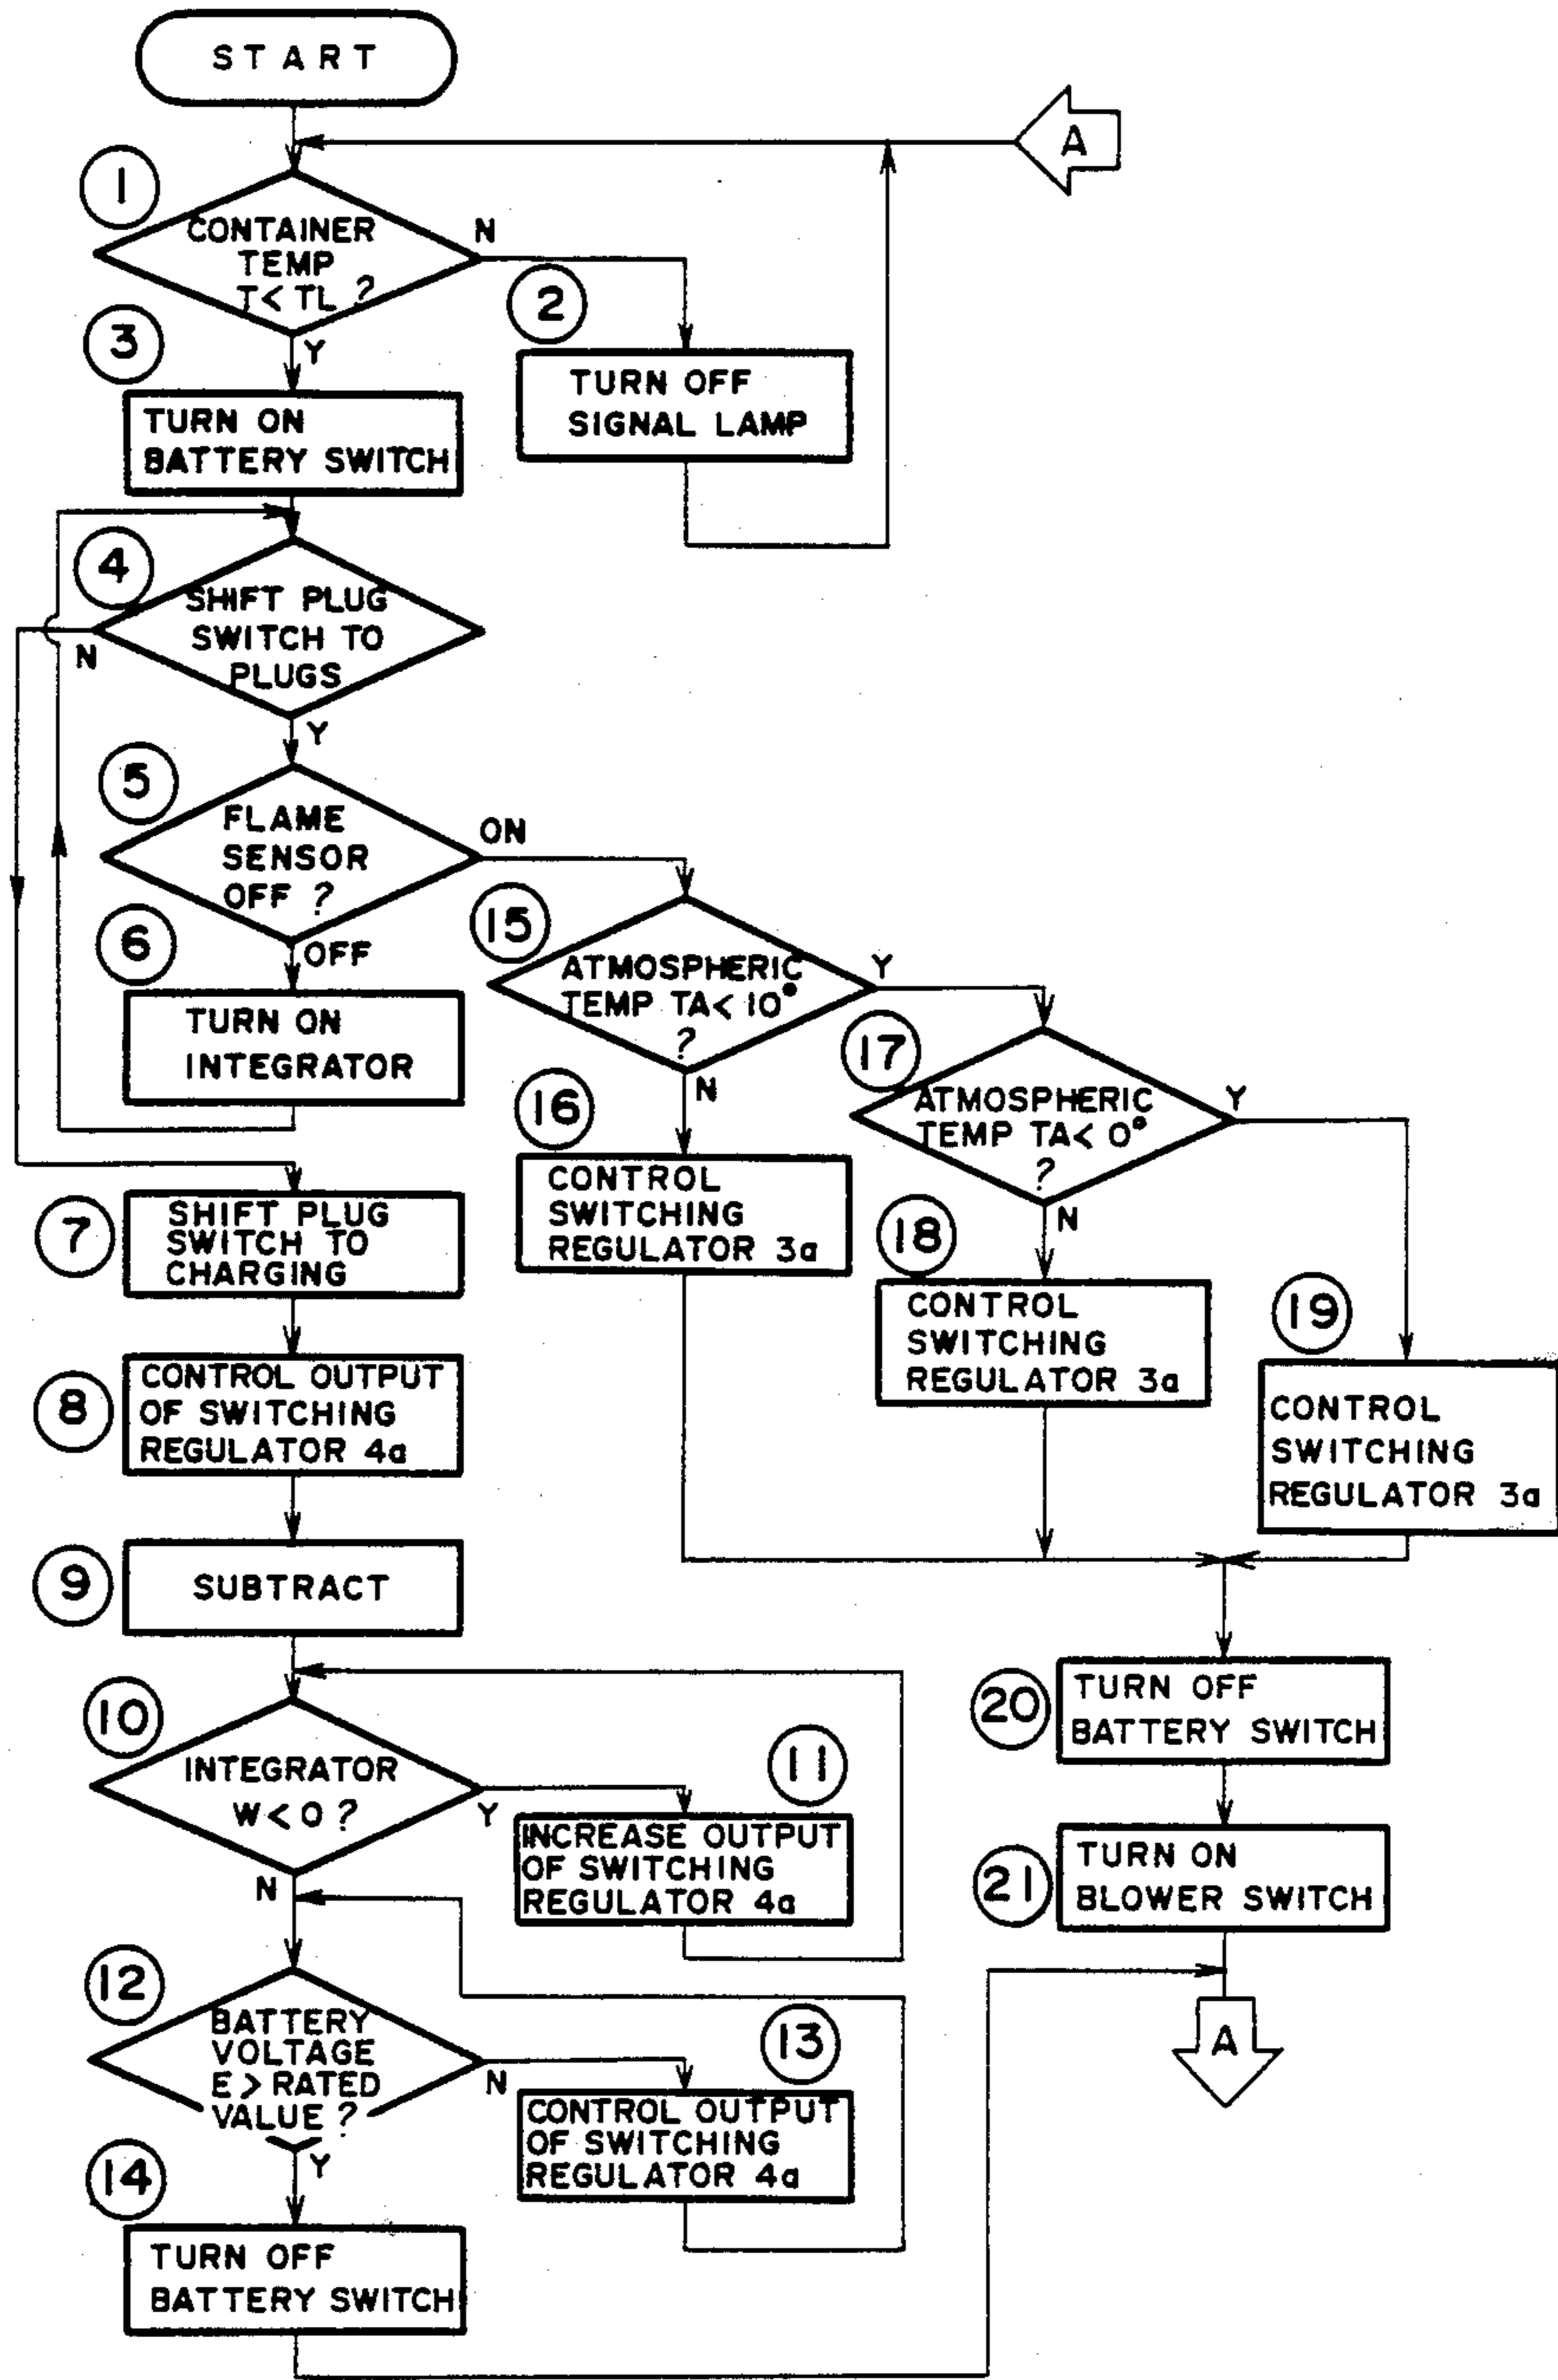 START
A
1
CONTAINER
TEMP
T< TL ?
N
Y
2
TURN OFF
SIGNAL LAMP
3
TURN ON
BATTERY SWITCH
4
SHIFT PLUG
SWITCH TO
PLUGS
N
Y
5
FLAME
SENSOR
OFF ?
ON
OFF
6
TURN ON
INTEGRATOR
7
SHIFT PLUG
SWITCH TO
CHARGING
8
CONTROL OUTPUT
OF SWITCHING
REGULATOR 4a
9
SUBTRACT
10
INTEGRATOR
W < 0 ?
Y
N
11
INCREASE OUTPUT
OF SWITCHING
REGULATOR 4a
12
BATTERY
VOLTAGE
E > RATED
VALUE ?
N
Y
13
CONTROL OUTPUT
OF SWITCHING
REGULATOR 4a
14
TURN OFF
BATTERY SWITCH
15
ATMOSPHERIC
TEMP TA< 10°
?
Y
N
16
CONTROL
SWITCHING
REGULATOR 3a
17
ATMOSPHERIC
TEMP TA< 0°
?
Y
N
18
CONTROL
SWITCHING
REGULATOR 3a
19
CONTROL
SWITCHING
REGULATOR 3a
20
TURN OFF
BATTERY SWITCH
21
TURN ON
BLOWER SWITCH
A